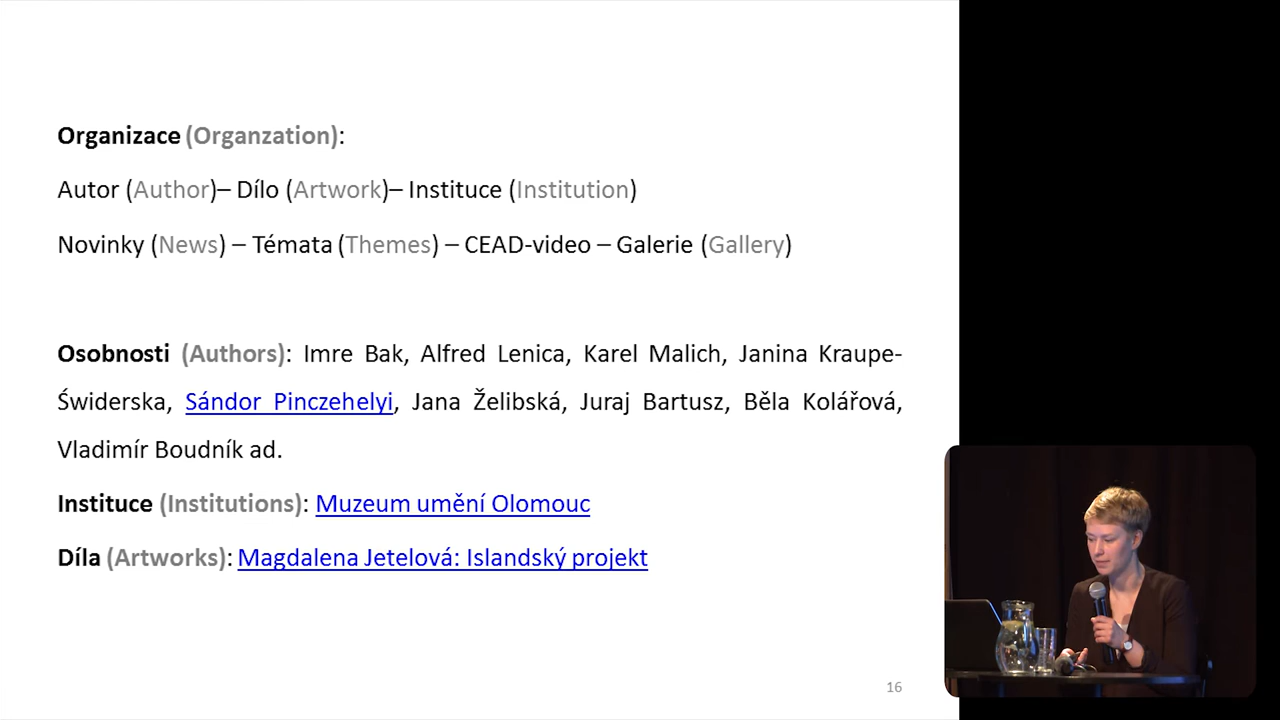 Organizace (Organzation):
Autor (Author)– Dílo (Artwork)– Instituce (Institution)
Novinky (News) – Témata (Themes) – CEAD-video – Galerie (Gallery)
Osobnosti (Authors): Imre Bak, Alfred Lenica, Karel Malich, Janina Kraupe-
Świderska, Sándor Pinczehelyi, Jana Želibská, Juraj Bartusz, Běla Kolářová,
Vladimír Boudník ad.
Instituce (Institutions): Muzeum umění Olomouc
Díla (Artworks): Magdalena Jetelová: Islandský projekt
16